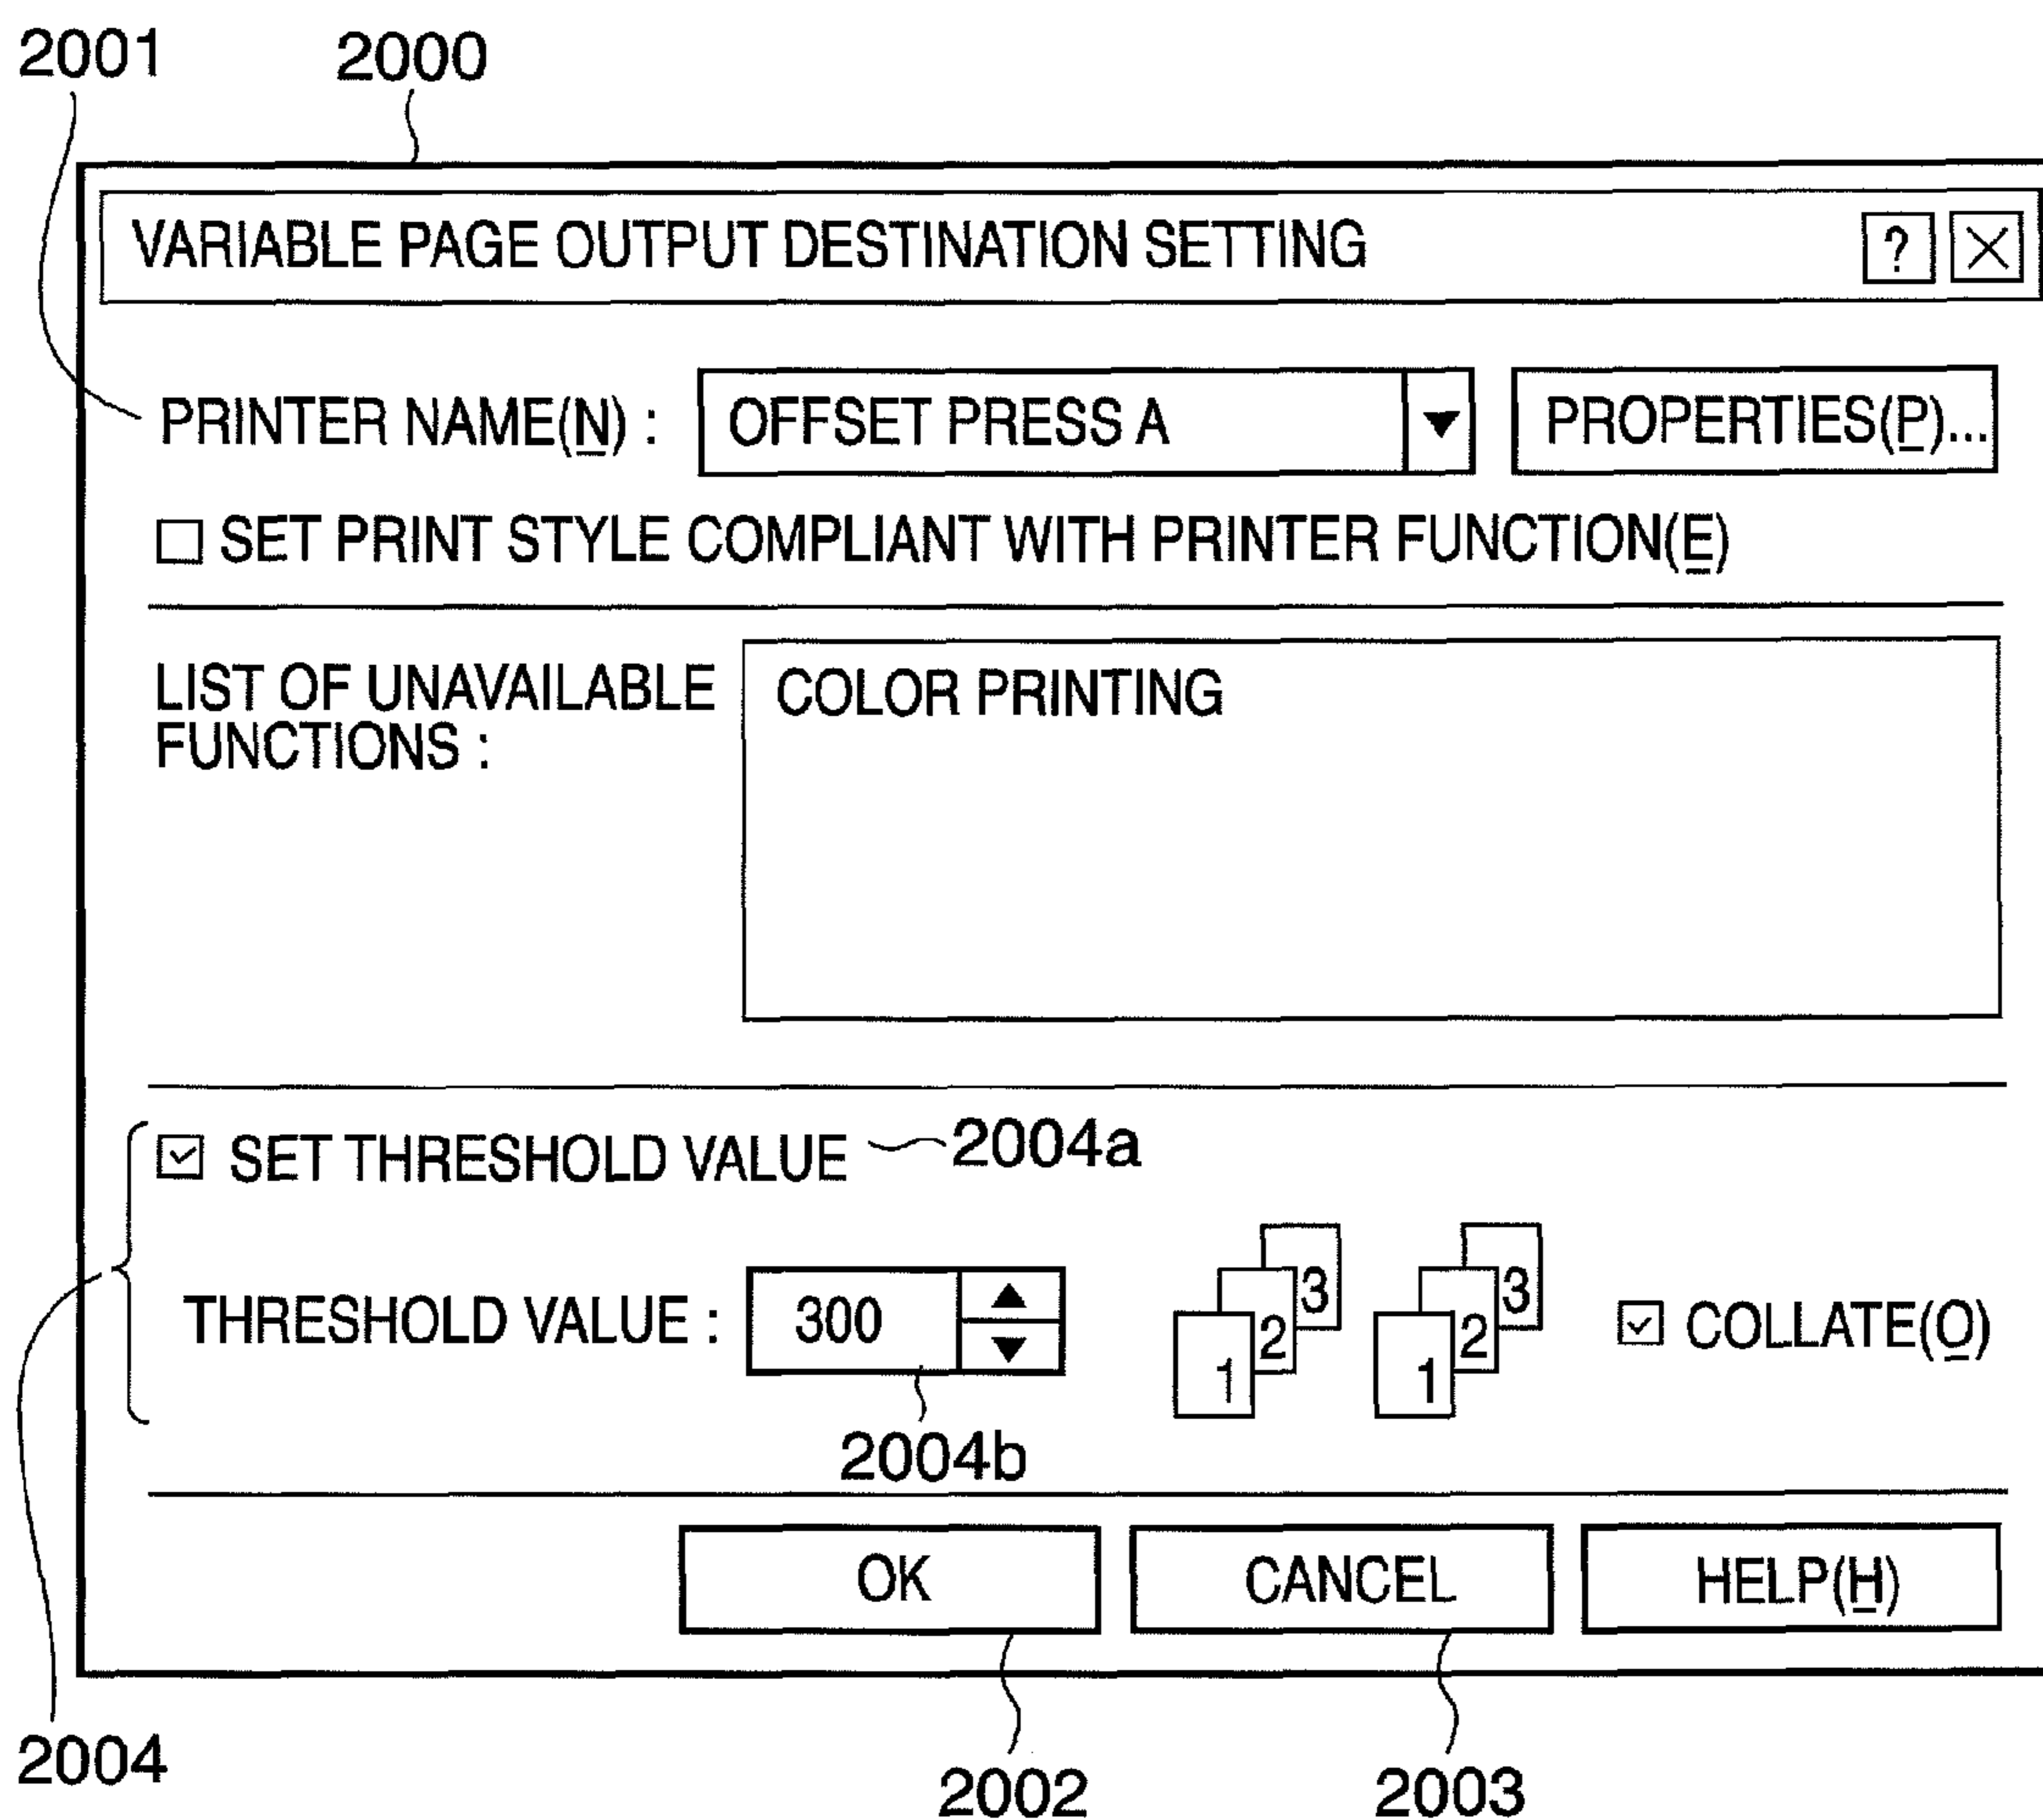 2001 2000
VARIABLE PAGE OUTPUT DESTINATION SETTING ?
PRINTER NAME(N) : OFFSET PRESS A PROPERTIES(P)...
SET PRINT STYLE COMPLIANT WITH PRINTER FUNCTION(E)
LIST OF UNAVAILABLE FUNCTIONS :
COLOR PRINTING
SET THRESHOLD VALUE 2004a
THRESHOLD VALUE : 300 1 2 3 1 2 3 COLLATE(O)
2004b
OK CANCEL HELP(H)
2004 2002 2003